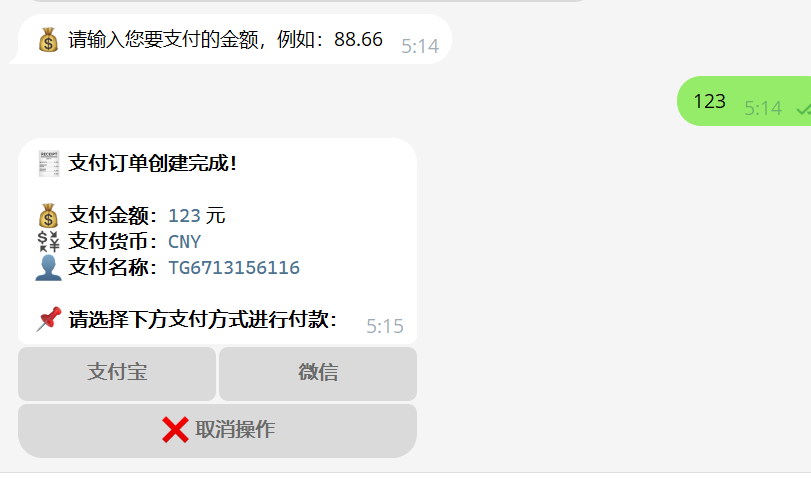 💰 请输入您要支付的金额，例如：88.66 5:14
123 5:14
🧾 支付订单创建完成！
💰 支付金额：123 元
💱 支付货币：CNY
👤 支付名称：TG6713156116
📌 请选择下方支付方式进行付款： 5:15
支付宝 微信
❌ 取消操作